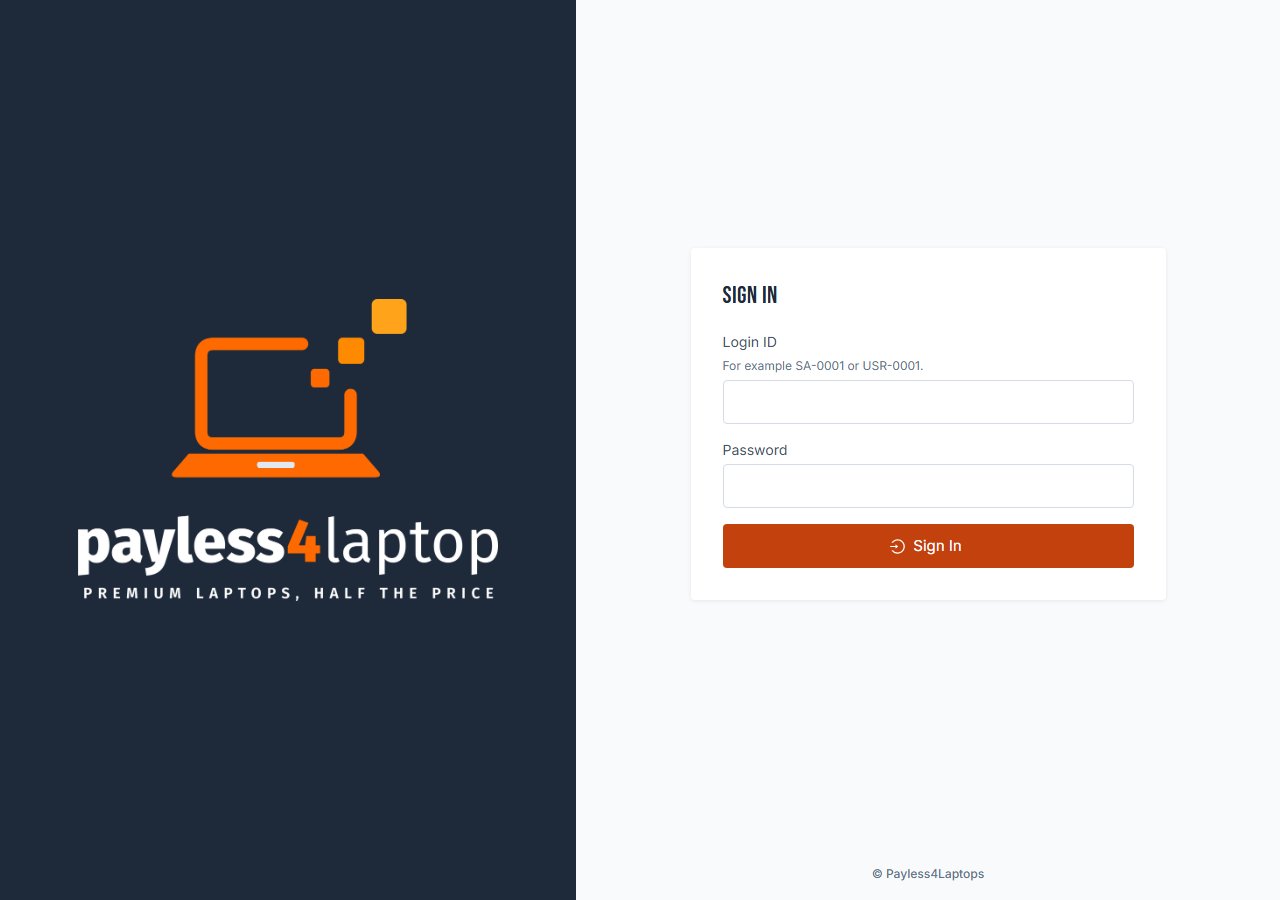 payless4laptop
PREMIUM LAPTOPS, HALF THE PRICE
SIGN IN
Login ID
For example SA-0001 or USR-0001.
Password
Sign In
© Payless4Laptops